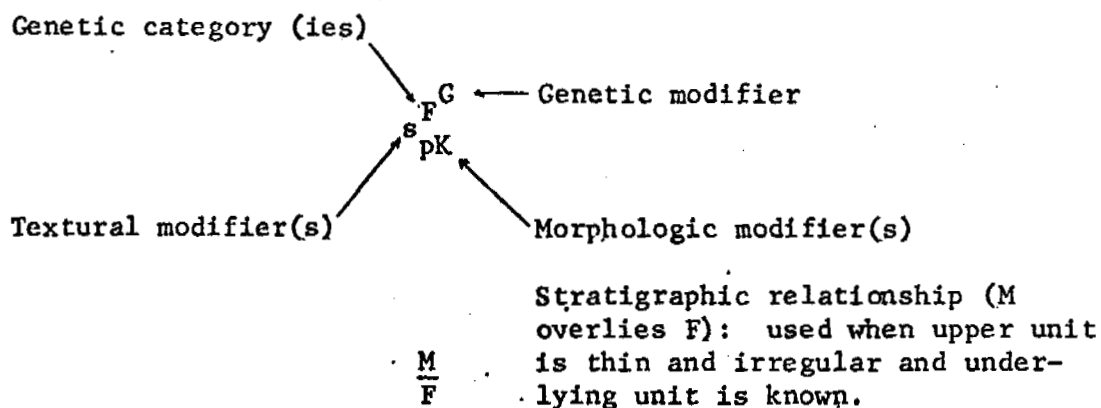 Genetic category (ies)
G
Genetic modifier
F
s
pK
Textural modifier(s)
Morphologic modifier(s)
Stratigraphic relationship (M
overlies F): used when upper unit
is thin and irregular and under-
M
F
lying unit is known.